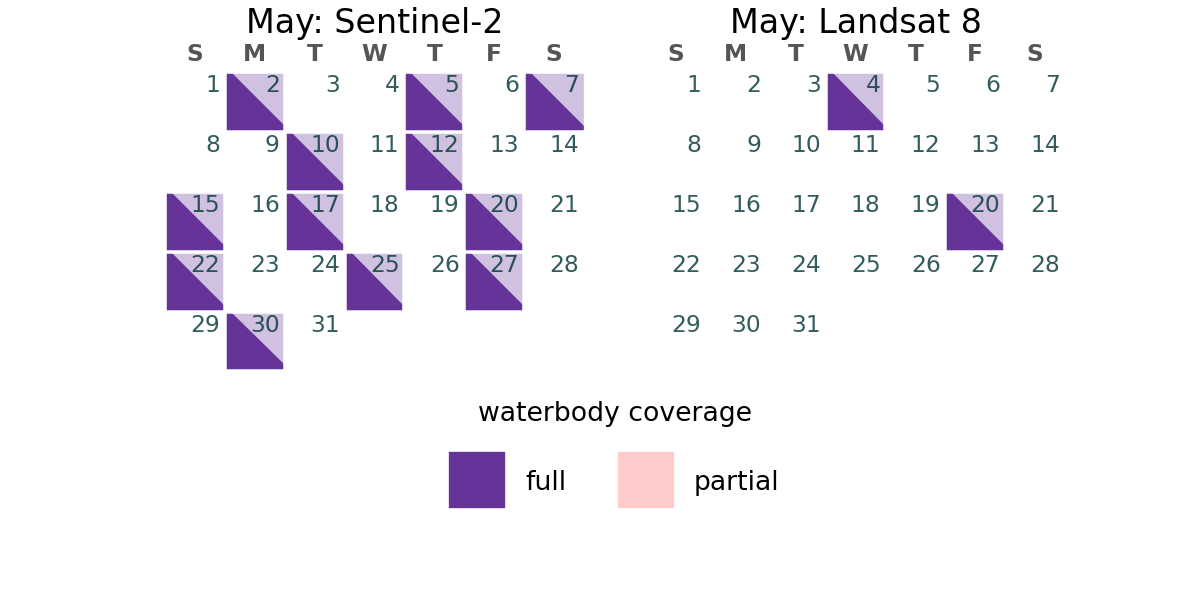 May: Sentinel-2
S M T W T F S
1 2 3 4 5 6 7
8 9 10 11 12 13 14
15 16 17 18 19 20 21
22 23 24 25 26 27 28
29 30 31
May: Landsat 8
S M T W T F S
1 2 3 4 5 6 7
8 9 10 11 12 13 14
15 16 17 18 19 20 21
22 23 24 25 26 27 28
29 30 31
waterbody coverage
full partial